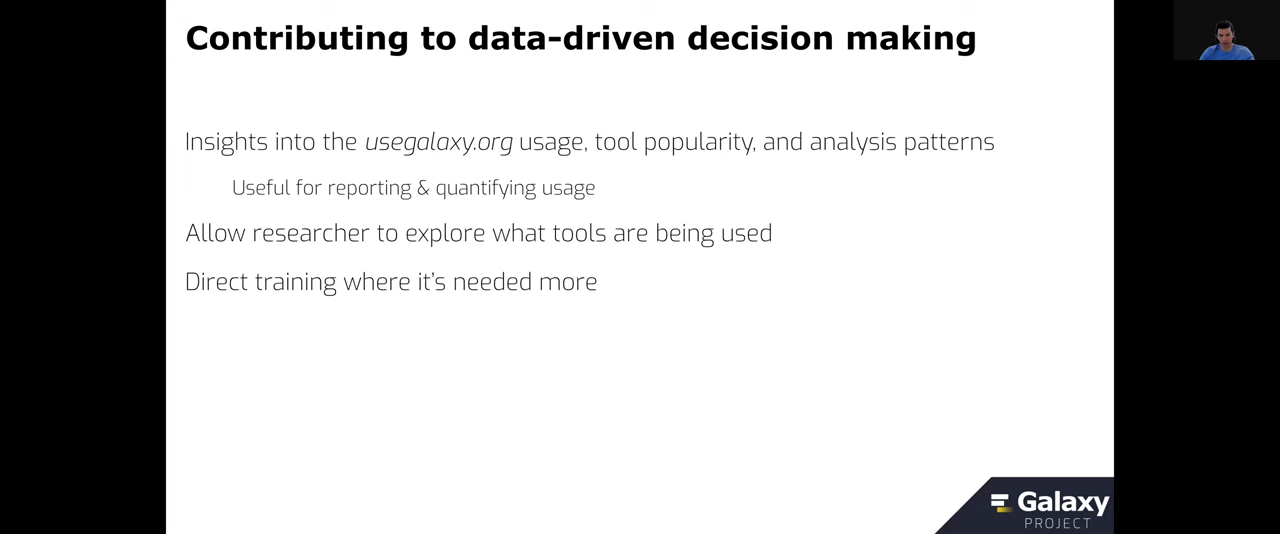 Contributing to data-driven decision making
Insights into the usegalaxy.org usage, tool popularity, and analysis patterns
Useful for reporting & quantifying usage
Allow researcher to explore what tools are being used
Direct training where it's needed more
Galaxy
PROJECT